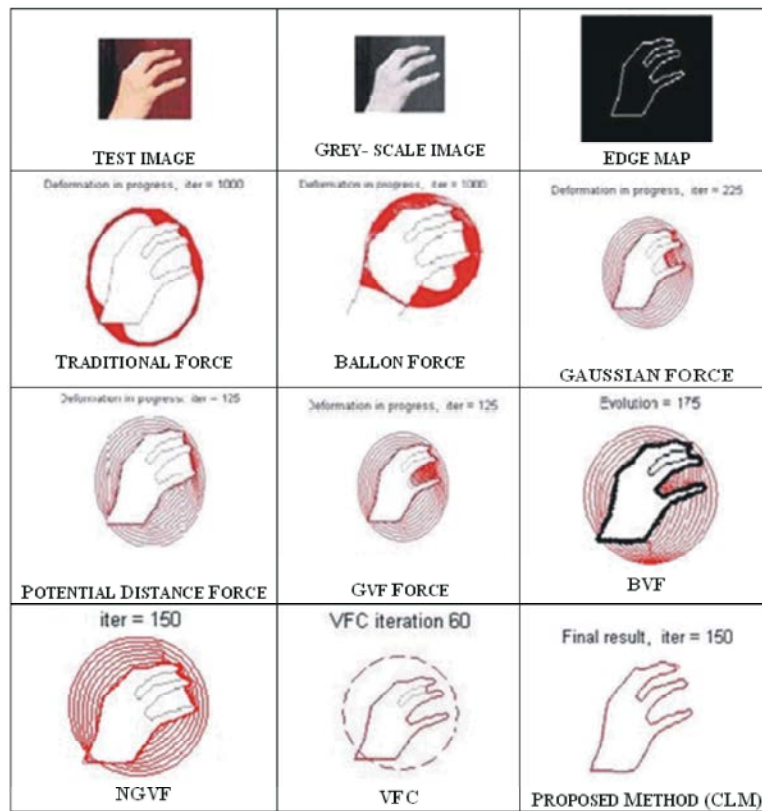 TEST IMAGE
GREY- SCALE IMAGE
EDGE MAP
Deformation in progress, iter = 1000
TRADITIONAL FORCE
Deformation in progress, iter = 1000
BALLON FORCE
Deformation in progress, iter = 225
GAUSSIAN FORCE
Deformation in progress, iter = 125
POTENTIAL DISTANCE FORCE
Deformation in progress, iter = 125
GVF FORCE
Evolution = 175
BVF
iter = 150
NGVF
VFC iteration 60
VFC
Final result, iter = 150
PROPOSED METHOD (CLM)